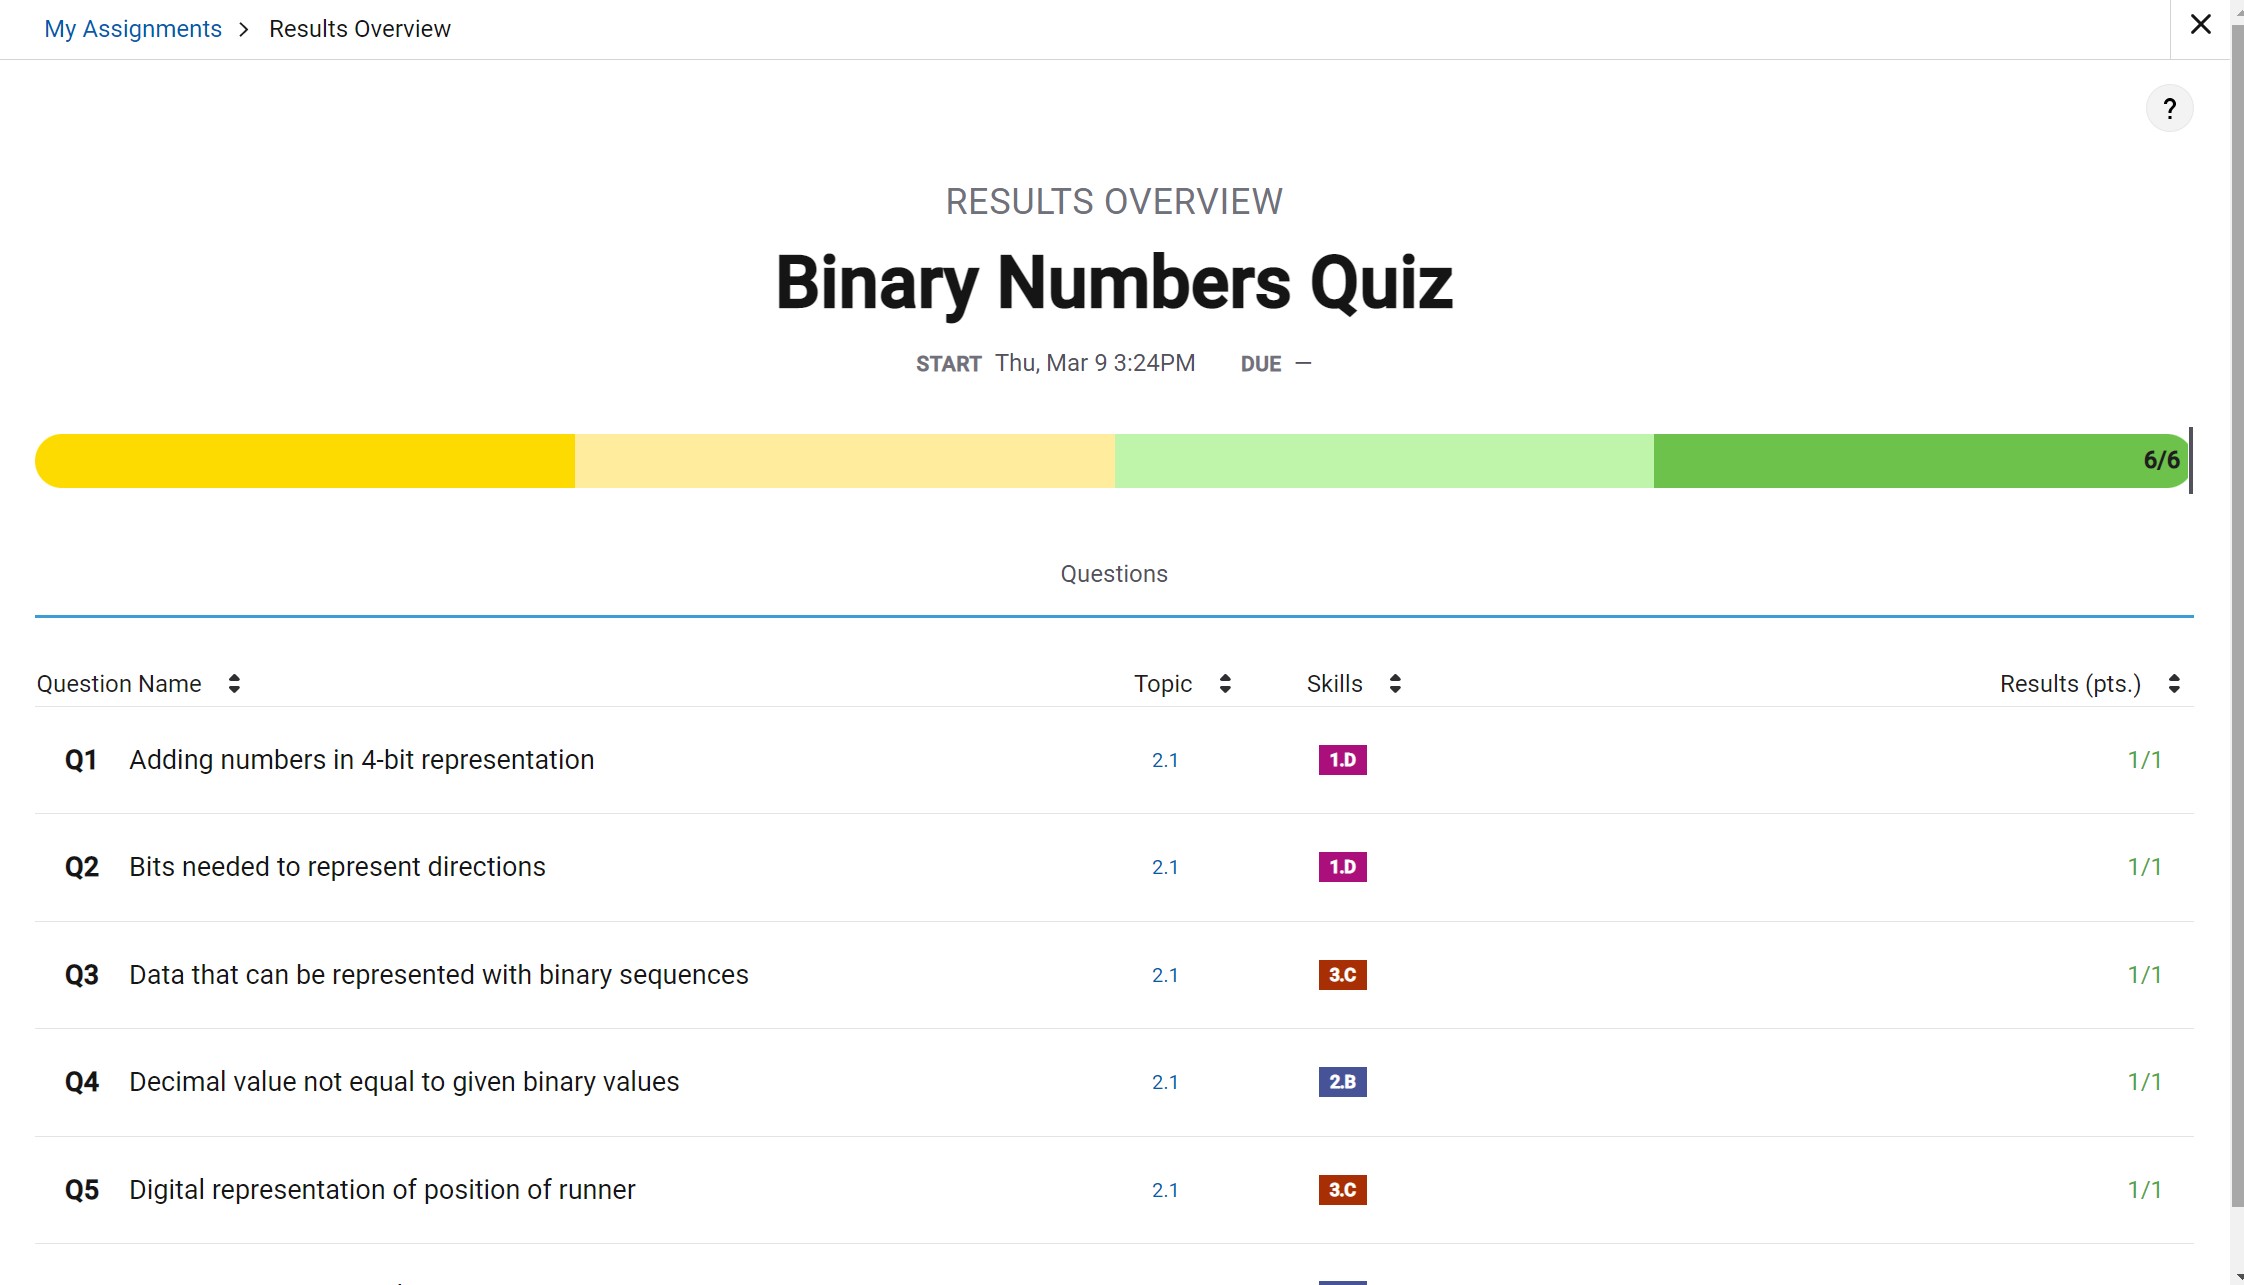 My Assignments > Results Overview
?
RESULTS OVERVIEW
Binary Numbers Quiz
START Thu, Mar 9 3:24PM DUE —
6/6
Questions
Question Name Topic Skills Results (pts.)
Q1 Adding numbers in 4-bit representation 2.1 1.D 1/1
Q2 Bits needed to represent directions 2.1 1.D 1/1
Q3 Data that can be represented with binary sequences 2.1 3.C 1/1
Q4 Decimal value not equal to given binary values 2.1 2.B 1/1
Q5 Digital representation of position of runner 2.1 3.C 1/1